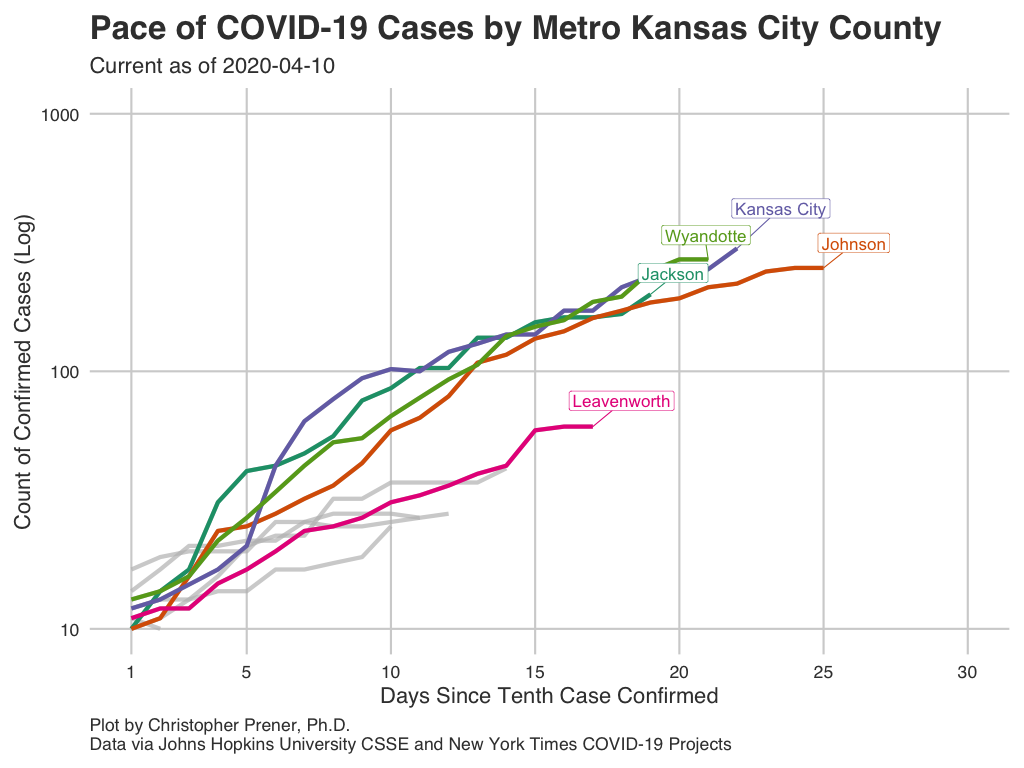 Pace of COVID-19 Cases by Metro Kansas City County
Current as of 2020-04-10
Count of Confirmed Cases (Log)
1000
100
10
Kansas City
Wyandotte
Johnson
Jackson
Leavenworth
1 5 10 15 20 25 30
Days Since Tenth Case Confirmed
Plot by Christopher Prener, Ph.D.
Data via Johns Hopkins University CSSE and New York Times COVID-19 Projects